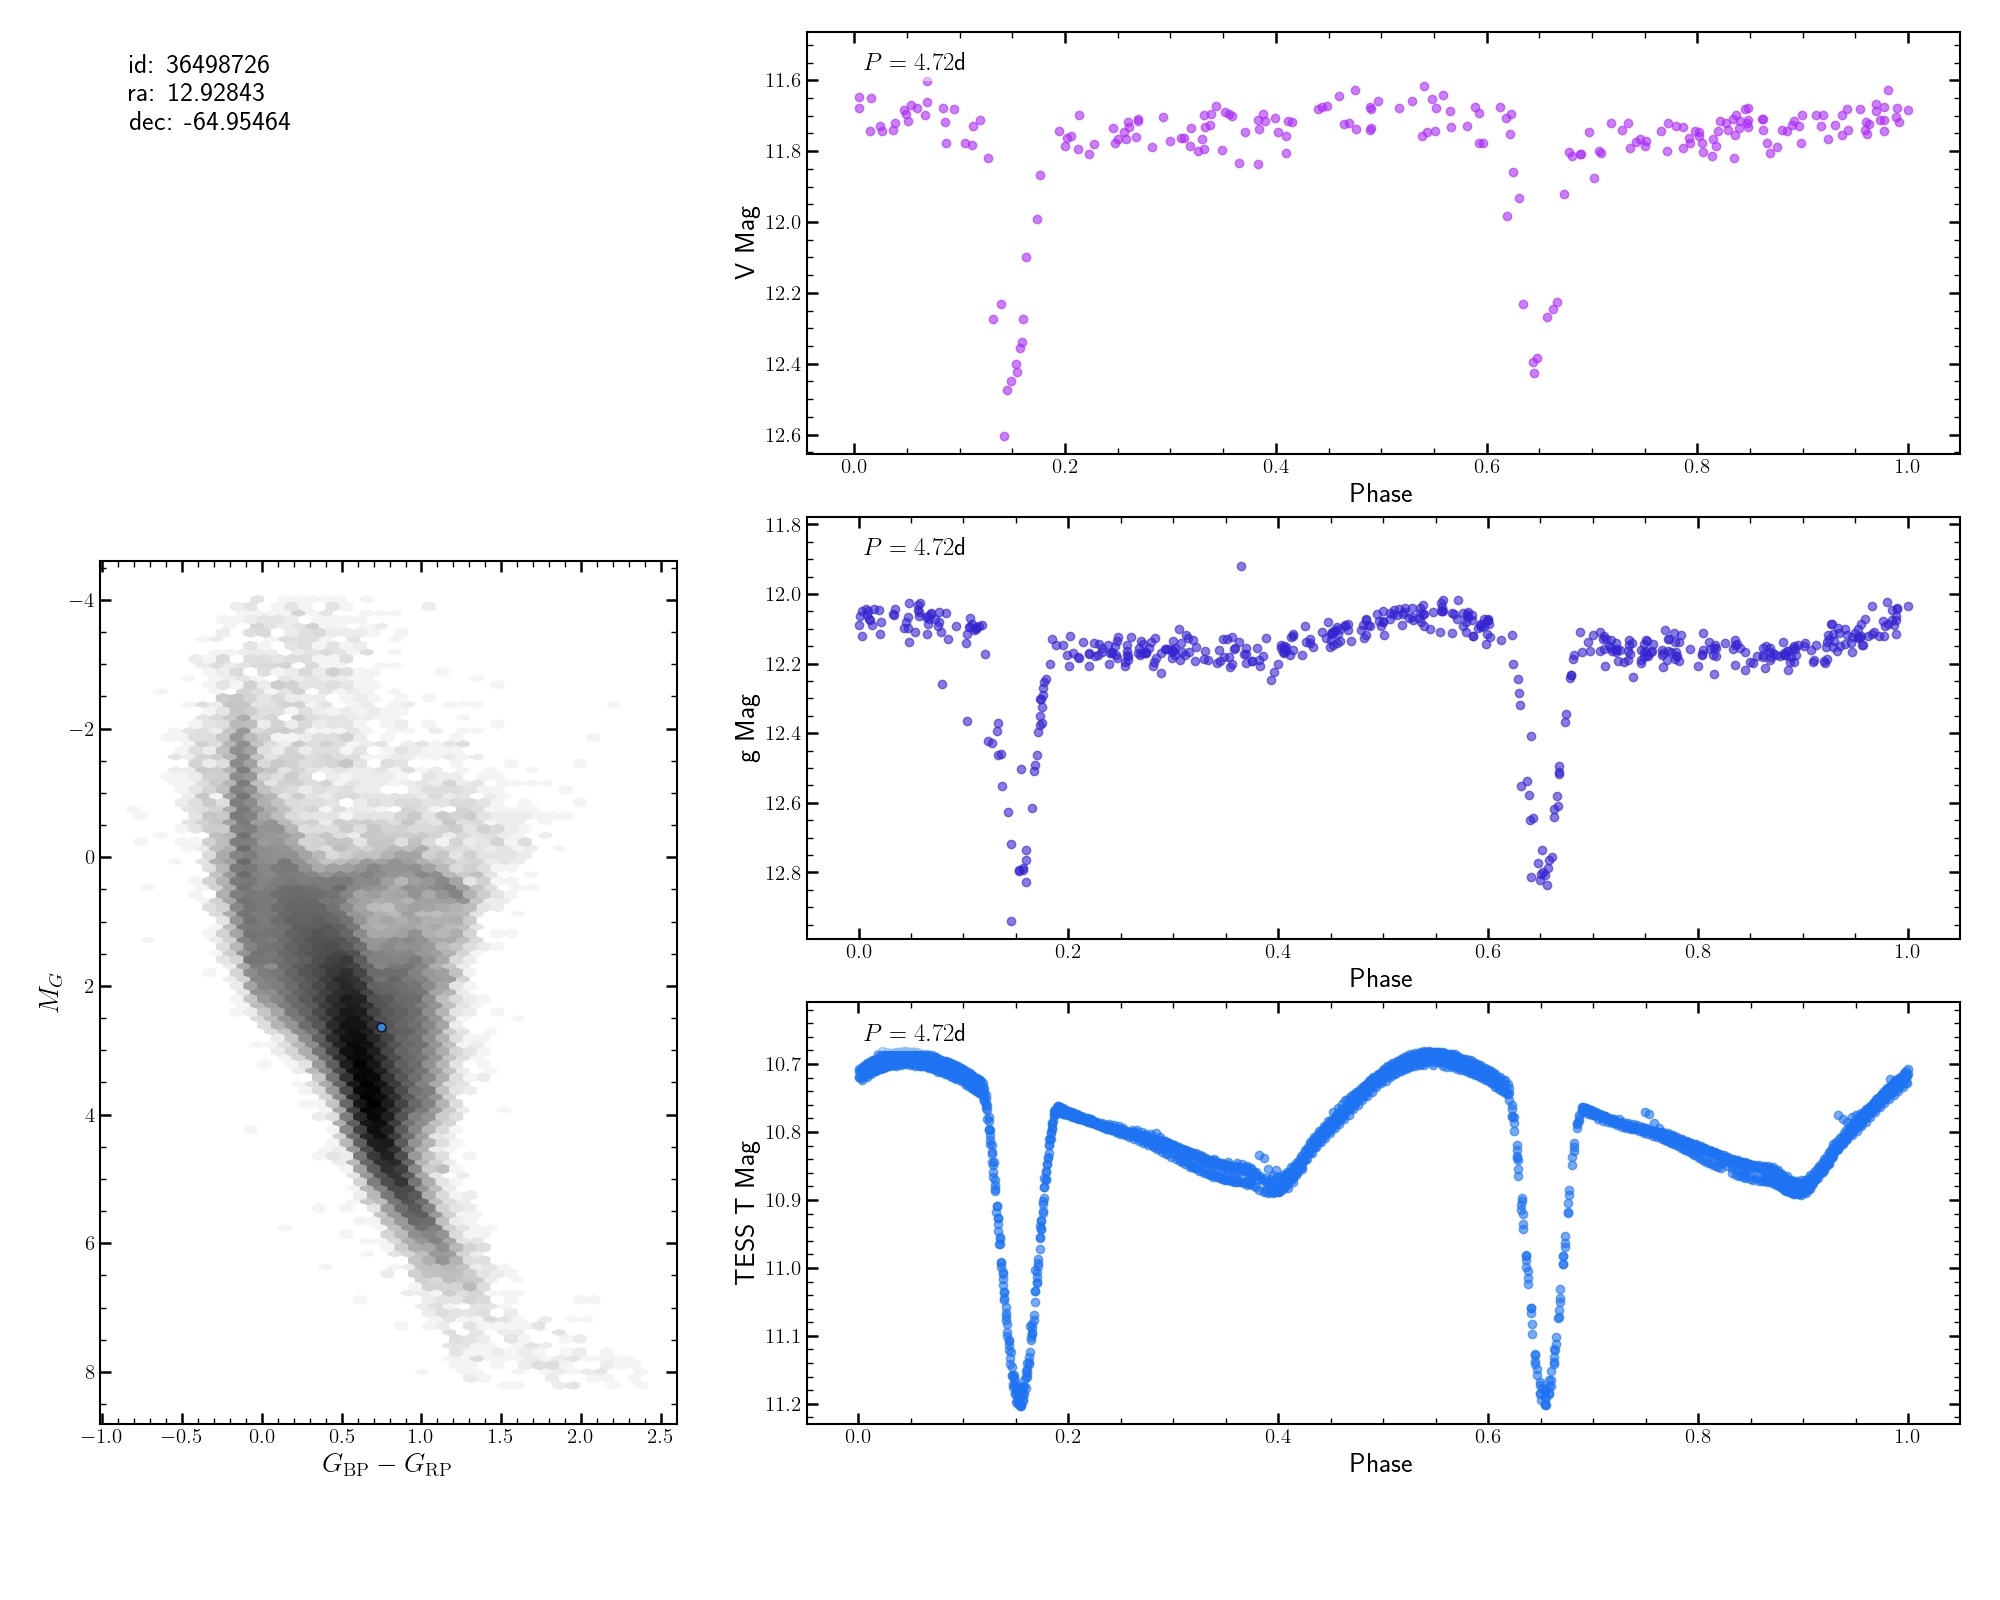 id: 36498726
ra: 12.92843
dec: -64.95464
P = 4.72d
V Mag
11.6
11.8
12.0
12.2
12.4
12.6
0.0 0.2 0.4 0.6 0.8 1.0
Phase
P = 4.72d
g Mag
11.8
12.0
12.2
12.4
12.6
12.8
0.0 0.2 0.4 0.6 0.8 1.0
Phase
P = 4.72d
TESS T Mag
10.7
10.8
10.9
11.0
11.1
11.2
0.0 0.2 0.4 0.6 0.8 1.0
Phase
M_G
−4
−2
0
2
4
6
8
−1.0 −0.5 0.0 0.5 1.0 1.5 2.0 2.5
G_BP − G_RP